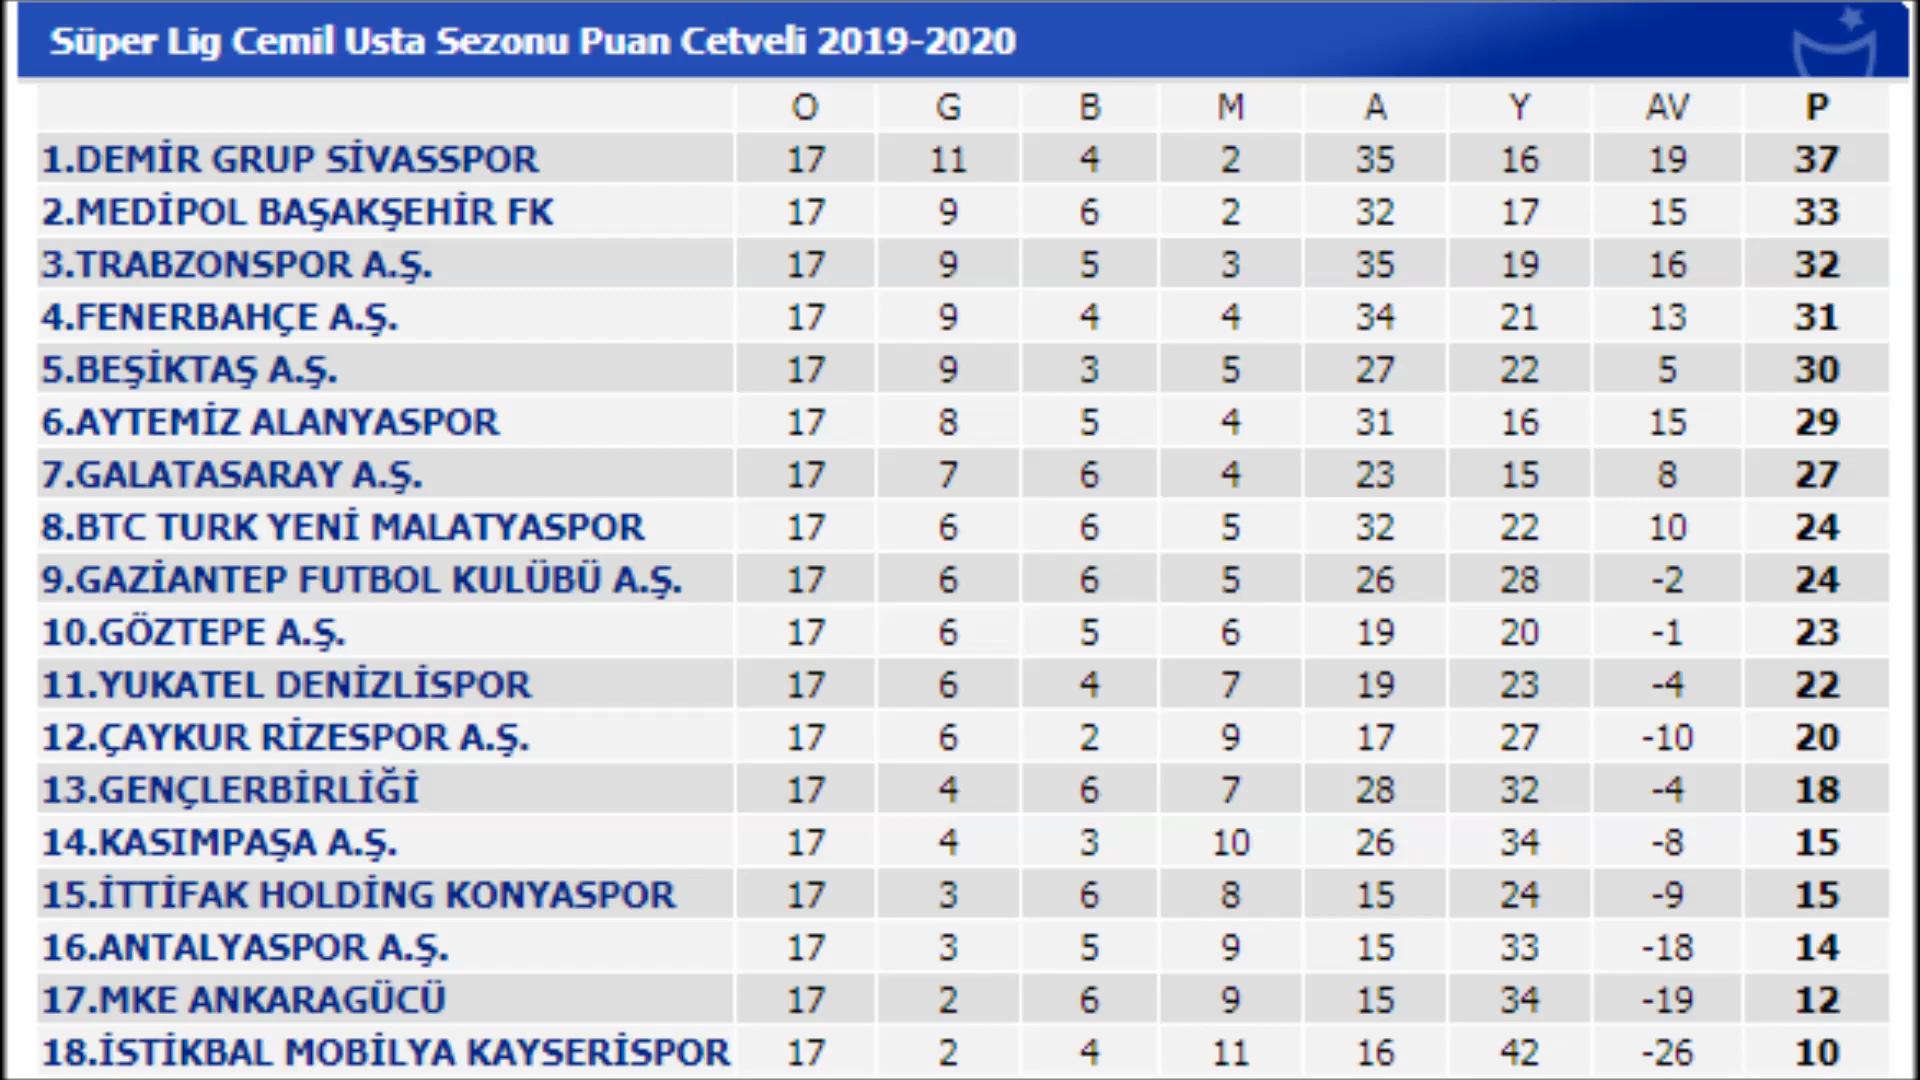 Süper Lig Cemil Usta Sezonu Puan Cetveli 2019-2020
O G B M A Y AV P
1.DEMİR GRUP SİVASSPOR 17 11 4 2 35 16 19 37
2.MEDİPOL BAŞAKŞEHİR FK 17 9 6 2 32 17 15 33
3.TRABZONSPOR A.Ş. 17 9 5 3 35 19 16 32
4.FENERBAHÇE A.Ş. 17 9 4 4 34 21 13 31
5.BEŞİKTAŞ A.Ş. 17 9 3 5 27 22 5 30
6.AYTEMİZ ALANYASPOR 17 8 5 4 31 16 15 29
7.GALATASARAY A.Ş. 17 7 6 4 23 15 8 27
8.BTC TURK YENİ MALATYASPOR 17 6 6 5 32 22 10 24
9.GAZİANTEP FUTBOL KULÜBÜ A.Ş. 17 6 6 5 26 28 -2 24
10.GÖZTEPE A.Ş. 17 6 5 6 19 20 -1 23
11.YUKATEL DENİZLİSPOR 17 6 4 7 19 23 -4 22
12.ÇAYKUR RİZESPOR A.Ş. 17 6 2 9 17 27 -10 20
13.GENÇLERBİRLİĞİ 17 4 6 7 28 32 -4 18
14.KASIMPAŞA A.Ş. 17 4 3 10 26 34 -8 15
15.İTTİFAK HOLDİNG KONYASPOR 17 3 6 8 15 24 -9 15
16.ANTALYASPOR A.Ş. 17 3 5 9 15 33 -18 14
17.MKE ANKARAGÜCÜ 17 2 6 9 15 34 -19 12
18.İSTİKBAL MOBİLYA KAYSERİSPOR 17 2 4 11 16 42 -26 10